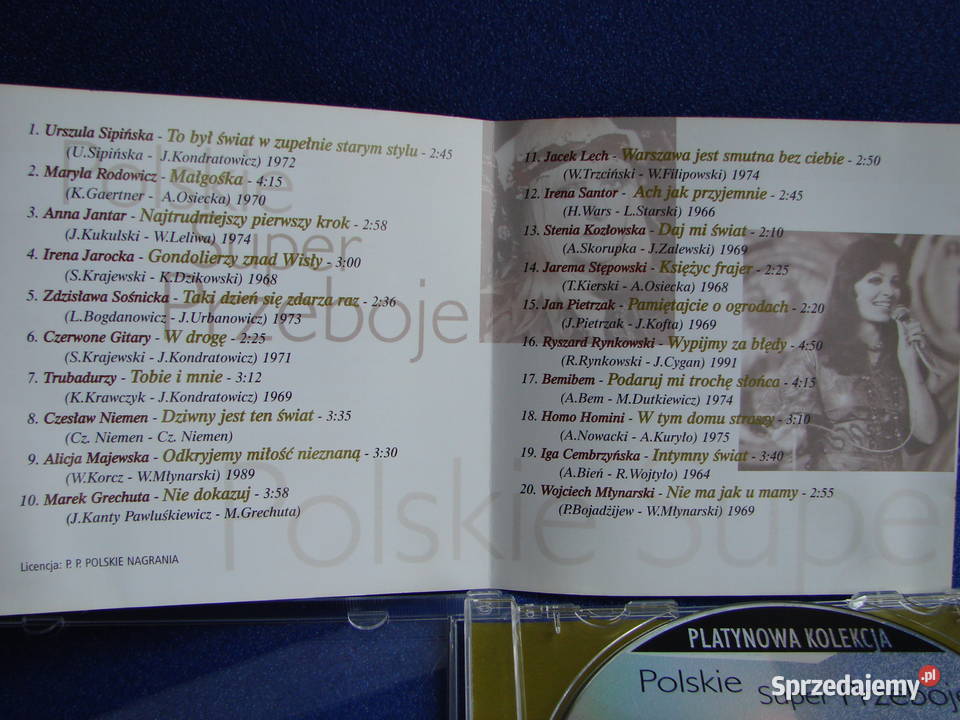 1. Urszula Sipińska - To był świat w zupełnie starym stylu - 2:45
(U.Sipińska - J.Kondratowicz) 1972
2. Maryla Rodowicz - Małgośka - 4:15
(K.Gaertner - A.Osiecka) 1970
3. Anna Jantar - Najtrudniejszy pierwszy krok - 2:58
(J.Kukulski - W.Leliwa) 1974
4. Irena Jarocka - Gondolierzy znad Wisły - 3:00
(S.Krajewski - K.Dzikowski) 1968
5. Zdzisława Sośnicka - Taki dzień się zdarza raz - 2:36
(L.Bogdanowicz - J.Urbanowicz) 1973
6. Czerwone Gitary - W drogę - 2:25
(S.Krajewski - J.Kondratowicz) 1971
7. Trubadurzy - Tobie i mnie - 3:12
(K.Krawczyk - J.Kondratowicz) 1969
8. Czesław Niemen - Dziwny jest ten świat - 3:35
(Cz. Niemen - Cz. Niemen)
9. Alicja Majewska - Odkryjemy miłość nieznaną - 3:30
(W.Korcz - W.Młynarski) 1989
10. Marek Grechuta - Nie dokazuj - 3:58
(J.Kanty Pawluśkiewicz - M.Grechuta)
Licencja: P. P. POLSKIE NAGRANIA
Polskie
Super
Przeboje
11. Jacek Lech - Warszawa jest smutna bez ciebie - 2:50
(W.Trzciński - W.Filipowski) 1974
12. Irena Santor - Ach jak przyjemnie - 2:45
(H.Wars - L.Starski) 1966
13. Stenia Kozłowska - Daj mi świat - 2:10
(A.Skorupka - J.Zalewski) 1969
14. Jarema Stępowski - Księżyc frajer - 2:25
(T.Kierski - A.Osiecka) 1968
15. Jan Pietrzak - Pamiętajcie o ogrodach - 2:20
(J.Pietrzak - J.Kofta) 1969
16. Ryszard Rynkowski - Wypijmy za błędy - 4:50
(R.Rynkowski - J.Cygan) 1991
17. Bemibem - Podaruj mi trochę słońca - 4:15
(A.Bem - M.Dutkiewicz) 1974
18. Homo Homini - W tym domu straszy - 3:10
(A.Nowacki - A.Kuryło) 1975
19. Iga Cembrzyńska - Intymny świat - 3:40
(A.Bień - R.Wojtyło) 1964
20. Wojciech Młynarski - Nie ma jak u mamy - 2:55
(P.Bojadżijew - W.Młynarski) 1969
Polskie Supe
PLATYNOWA KOLEKCJA
Polskie
Super Przeboje
Sprzedajemy.pl